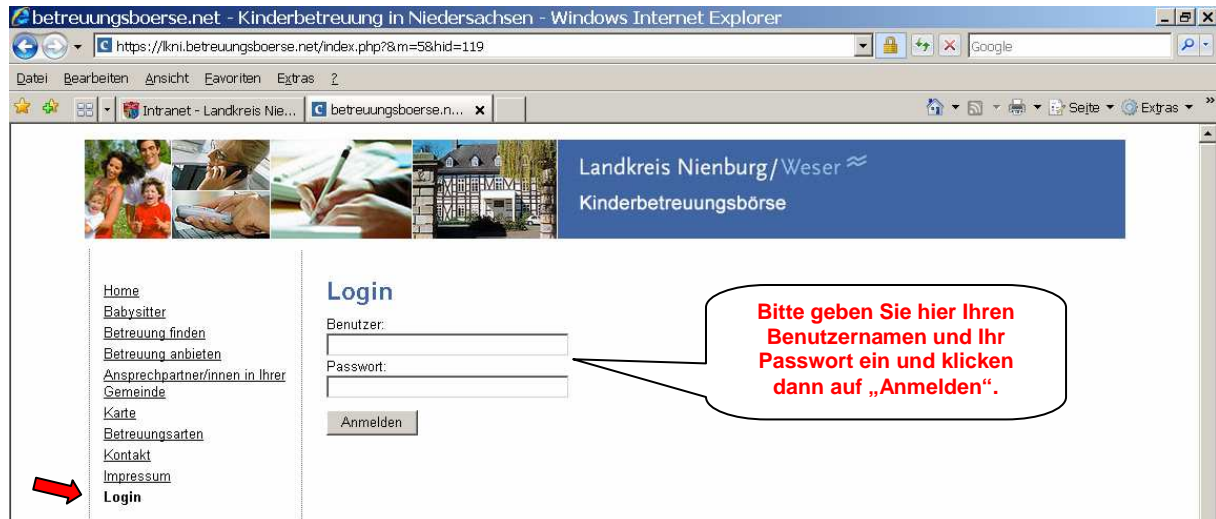 betreuungsboerse.net - Kinderbetreuung in Niedersachsen - Windows Internet Explorer
https://lkni.betreuungsboerse.net/index.php?&m=5&hid=119
Google
Datei Bearbeiten Ansicht Favoriten Extras ?
Intranet - Landkreis Nie... betreuungsboerse.n... Seite Extras »
Landkreis Nienburg/Weser
Kinderbetreuungsbörse
Home
Babysitter
Betreuung finden
Betreuung anbieten
Ansprechpartner/innen in Ihrer
Gemeinde
Karte
Betreuungsarten
Kontakt
Impressum
Login
Login
Benutzer:
Passwort:
Anmelden
Bitte geben Sie hier Ihren
Benutzernamen und Ihr
Passwort ein und klicken
dann auf „Anmelden“.